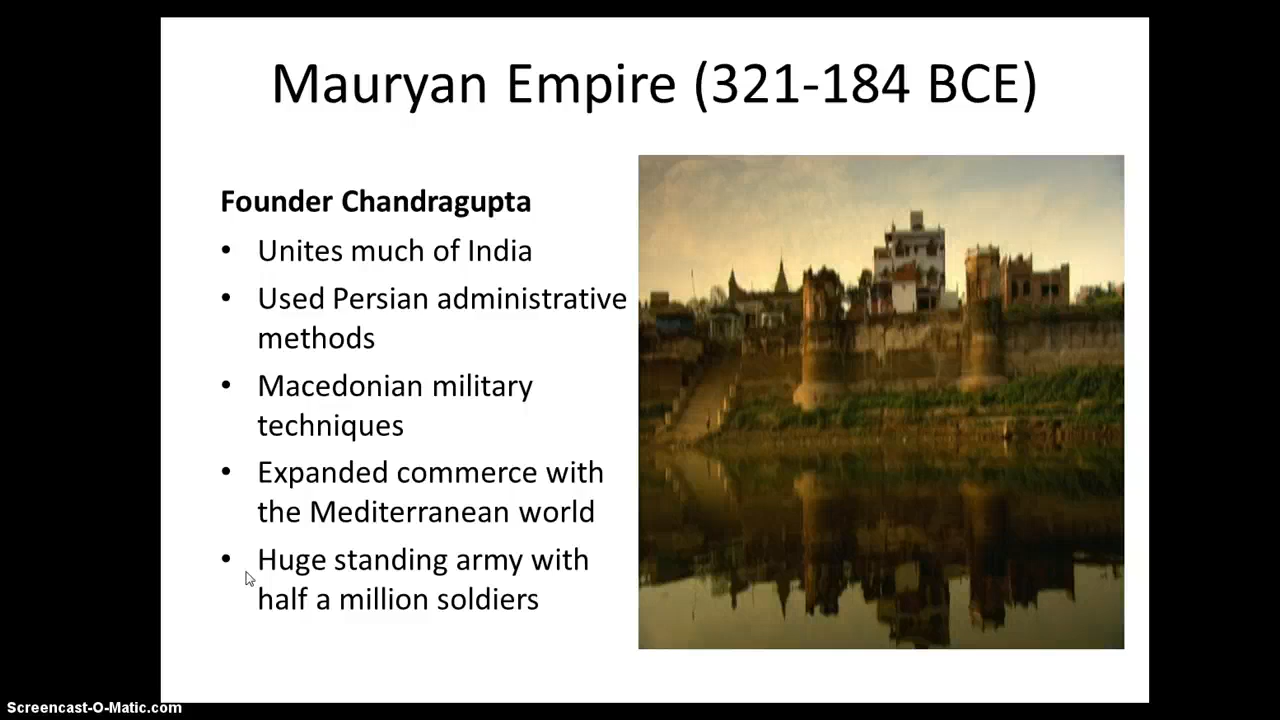 Mauryan Empire (321-184 BCE)
Founder Chandragupta
• Unites much of India
• Used Persian administrative
methods
• Macedonian military
techniques
• Expanded commerce with
the Mediterranean world
• Huge standing army with
half a million soldiers
Screencast-O-Matic.com